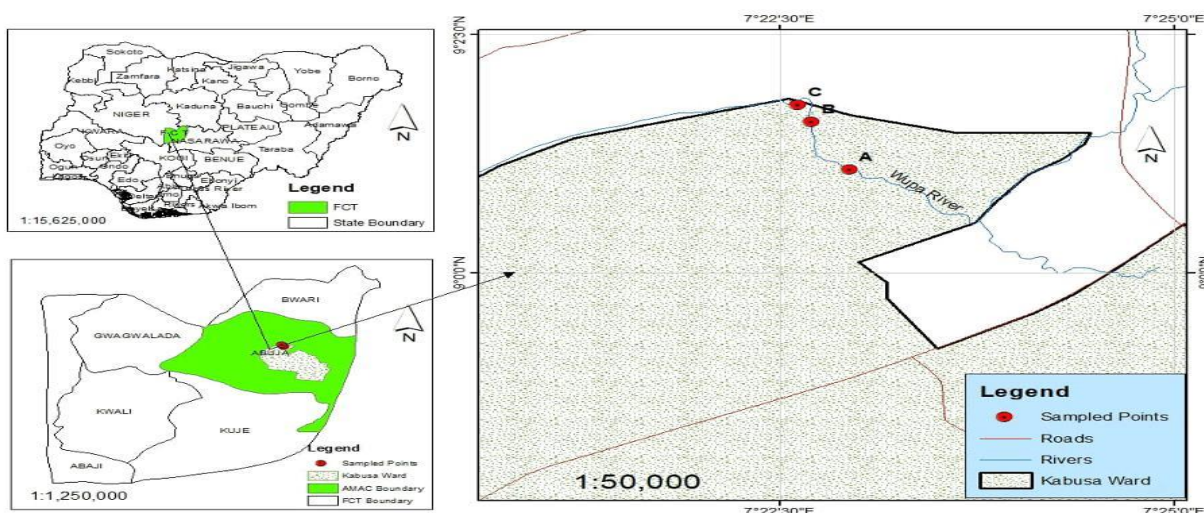 Sokoto
Katsina
Jigawa
Yobe
Borno
Kebbi
Zamfara
Kano
Kaduna
Bauchi
Gombe
Adamawa
NIGER
FCT
PLATEAU
KWARA
NASARAWA
Taraba
Oyo
KOGI
BENUE
Osun
Ekiti
Ondo
Ogun
Lagos
Edo
Enugu
Ebonyi
Delta
Imo
Cross River
Rivers
Akwa Ibom
Legend
FCT
State Boundary
1:15,625,000
N
BWARI
GWAGWALADA
ABUJA
KWALI
KUJE
ABAJI
N
Legend
Sampled Points
Kabusa Ward
AMAC Boundary
FCT Boundary
1:1,250,000
7°22'30"E
7°25'0"E
9°2'30"N
9°0'0"N
C
B
A
Wupa River
N
Legend
Sampled Points
Roads
Rivers
Kabusa Ward
1:50,000
7°22'30"E